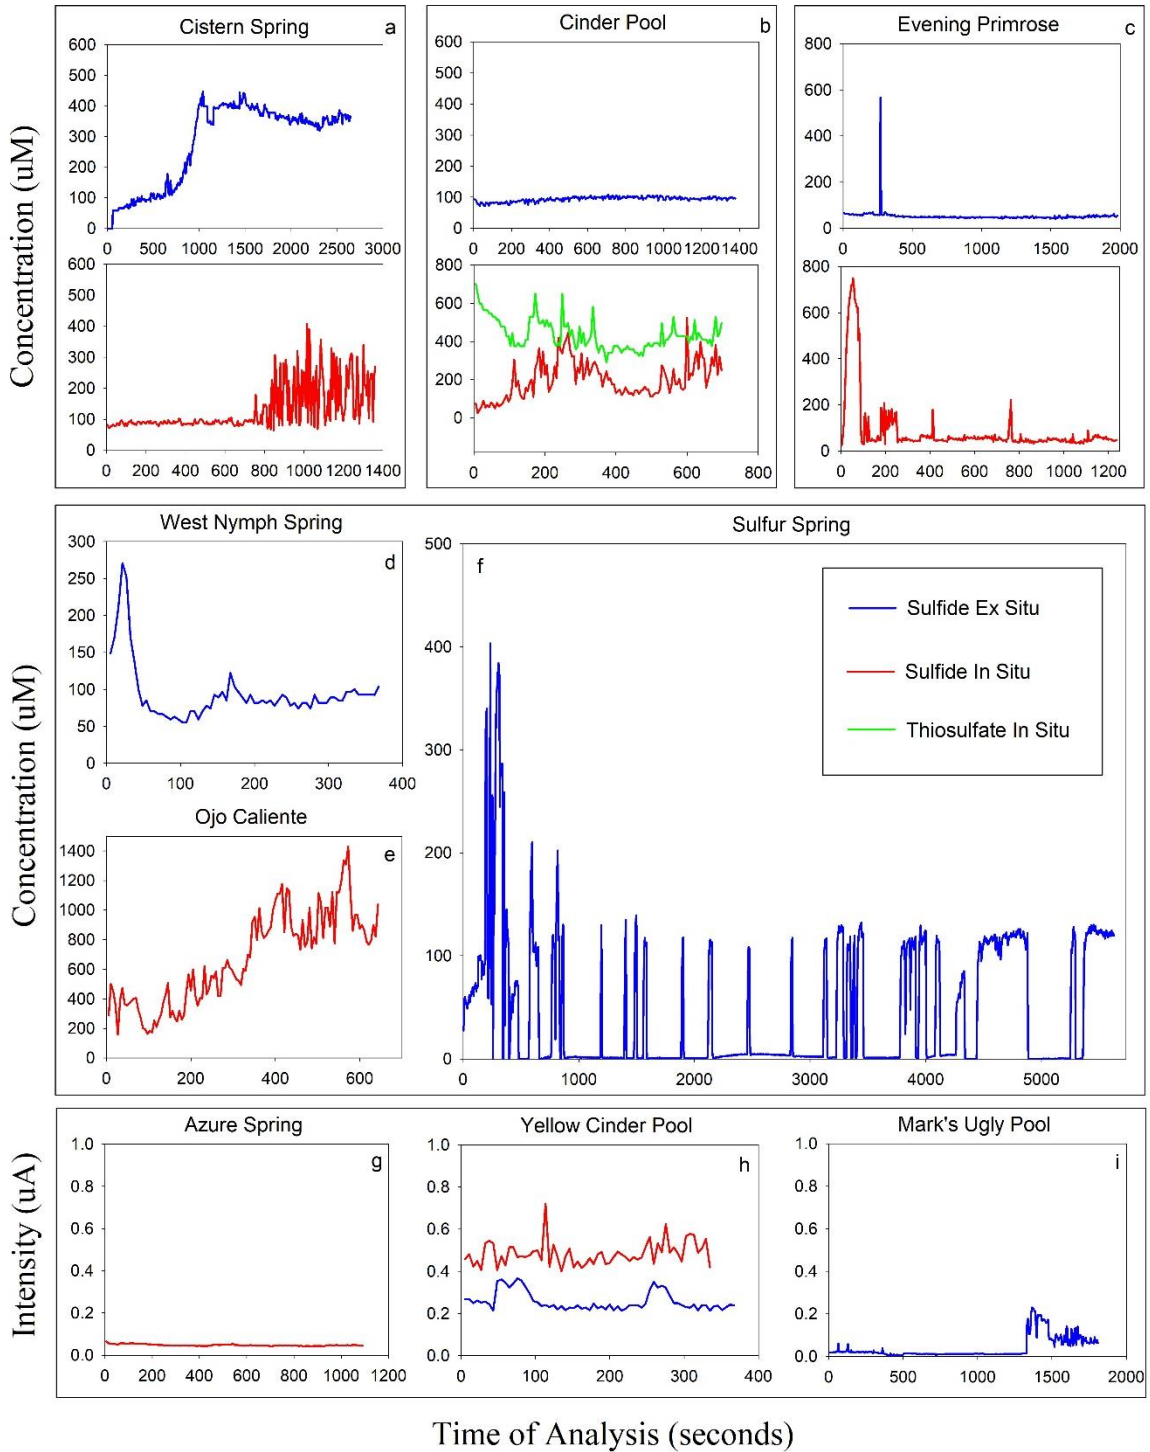 Cistern Spring
a
600
500
400
300
200
100
0
0 500 1000 1500 2000 2500 3000
600
500
400
300
200
100
0
0 200 400 600 800 1000 1200 1400
Cinder Pool
b
600
500
400
300
200
100
0
0 200 400 600 800 1000 1200 1400
600
400
200
0
0 200 400 600 800
Evening Primrose
c
800
600
400
200
0
0 500 1000 1500 2000
800
600
400
200
0
0 200 400 600 800 1000 1200
Concentration (uM)
West Nymph Spring
d
300
250
200
150
100
50
0
0 100 200 300 400
Ojo Caliente
e
1400
1200
1000
800
600
400
200
0
0 200 400 600
Sulfur Spring
f
500
400
300
200
100
0
0 1000 2000 3000 4000 5000
Sulfide Ex Situ
Sulfide In Situ
Thiosulfate In Situ
Concentration (uM)
Azure Spring
g
1.0
0.8
0.6
0.4
0.2
0.0
0 200 400 600 800 1000 1200
Yellow Cinder Pool
h
1.0
0.8
0.6
0.4
0.2
0.0
0 100 200 300 400
Mark's Ugly Pool
i
1.0
0.8
0.6
0.4
0.2
0.0
0 500 1000 1500 2000
Intensity (uA)
Time of Analysis (seconds)